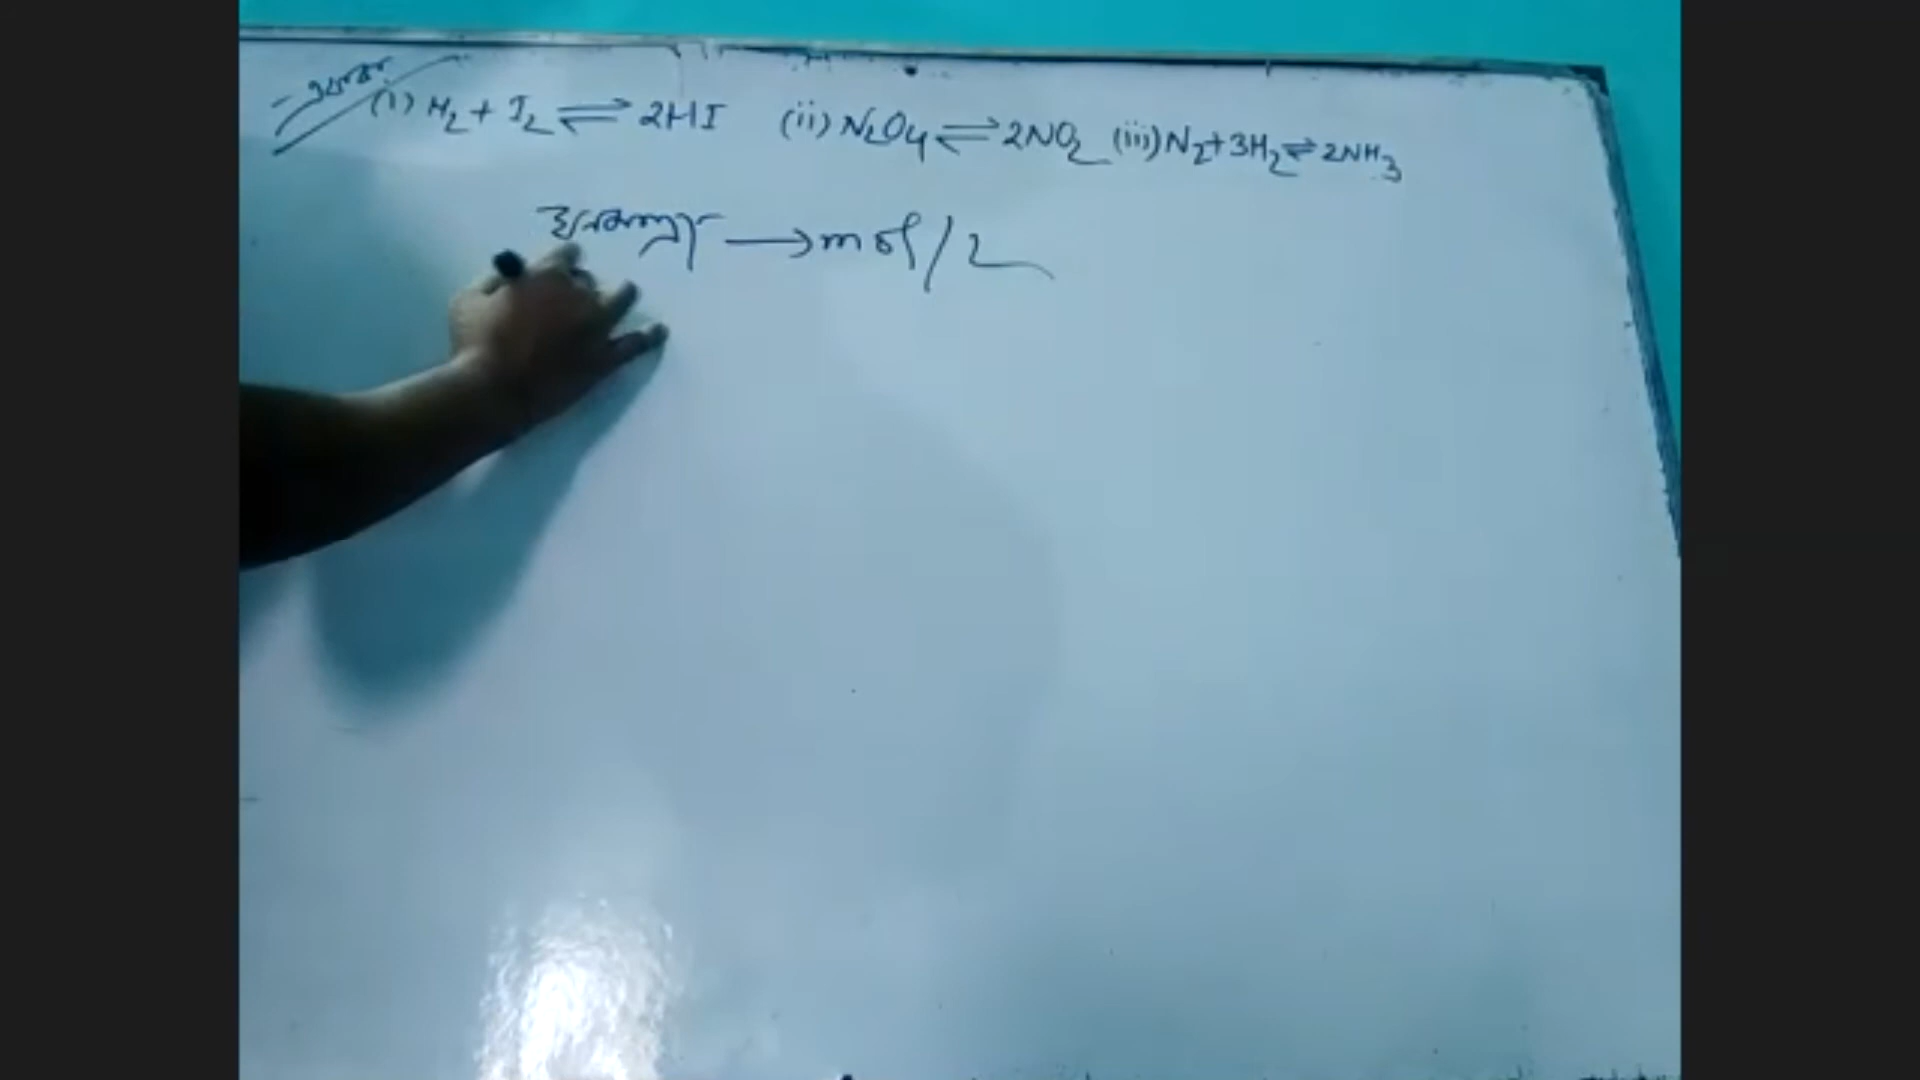 (i) H₂ + I₂ ⇌ 2HI (ii) N₂O₄ ⇌ 2NO₂ (iii) N₂+3H₂ ⇌ 2NH₃
→ mol/L